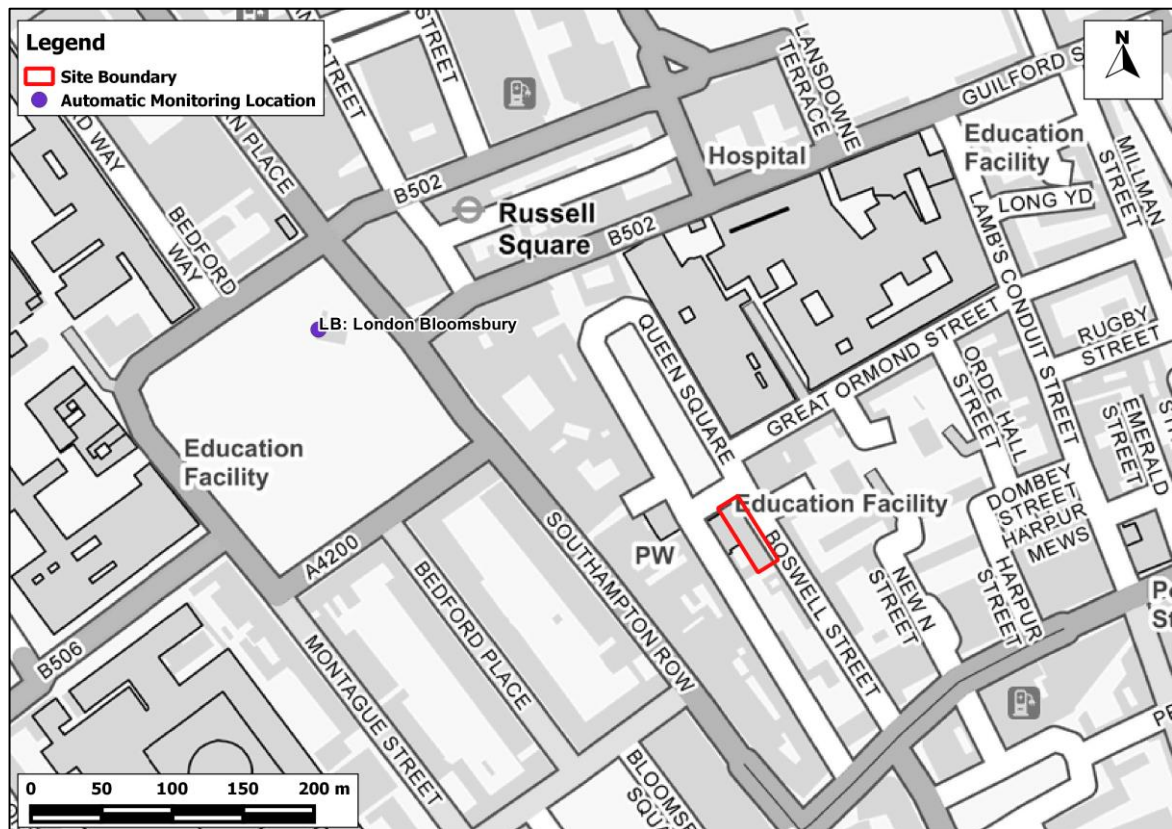 Legend
Site Boundary
Automatic Monitoring Location
N
STREET
STREET
WAY
PLACE
BEDFORD
WAY
B502
Russell
Square
B502
Hospital
LANSDOWNE
TERRACE
GUILFORD
Education
Facility
MILLMAN
STREET
LONG YD
LAMB'S CONDUIT STREET
LB: London Bloomsbury
QUEEN SQUARE
GREAT ORMOND STREET
RUGBY
STREET
ORDE HALL
STREET
EMERALD
STREET
DOMBEY
STREET
HARPUR
MEWS
Education
Facility
Education Facility
PW
A4200
SOUTHAMPTON ROW
BOSWELL STREET
NEW N
STREET
HARPUR
STREET
BEDFORD PLACE
MONTAGUE STREET
B506
0 50 100 150 200 m